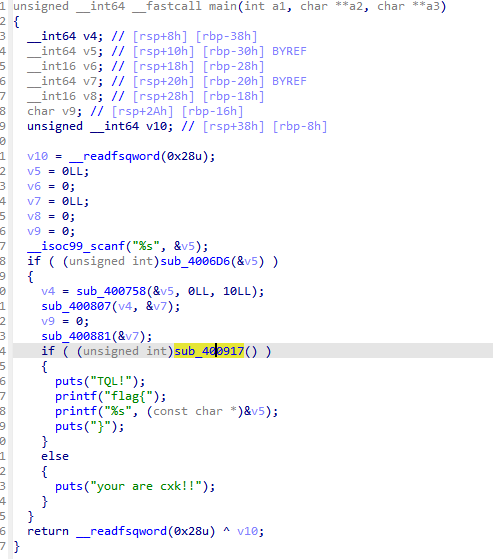 1 unsigned __int64 __fastcall main(int a1, char **a2, char **a3)
2 {
3 __int64 v4; // [rsp+8h] [rbp-38h]
4 __int64 v5; // [rsp+10h] [rbp-30h] BYREF
5 __int16 v6; // [rsp+18h] [rbp-28h]
6 __int64 v7; // [rsp+20h] [rbp-20h] BYREF
7 __int16 v8; // [rsp+28h] [rbp-18h]
8 char v9; // [rsp+2Ah] [rbp-16h]
9 unsigned __int64 v10; // [rsp+38h] [rbp-8h]
0
1 v10 = __readfsqword(0x28u);
2 v5 = 0LL;
3 v6 = 0;
4 v7 = 0LL;
5 v8 = 0;
6 v9 = 0;
7 __isoc99_scanf("%s", &v5);
8 if ( (unsigned int)sub_4006D6(&v5) )
9 {
0 v4 = sub_400758(&v5, 0LL, 10LL);
1 sub_400807(v4, &v7);
2 v9 = 0;
3 sub_400881(&v7);
4 if ( (unsigned int)sub_400917() )
5 {
6 puts("TQL!");
7 printf("flag{");
8 printf("%s", (const char *)&v5);
9 puts("}");
0 }
1 else
2 {
3 puts("your are cxk!!");
4 }
5 }
6 return __readfsqword(0x28u) ^ v10;
7 }